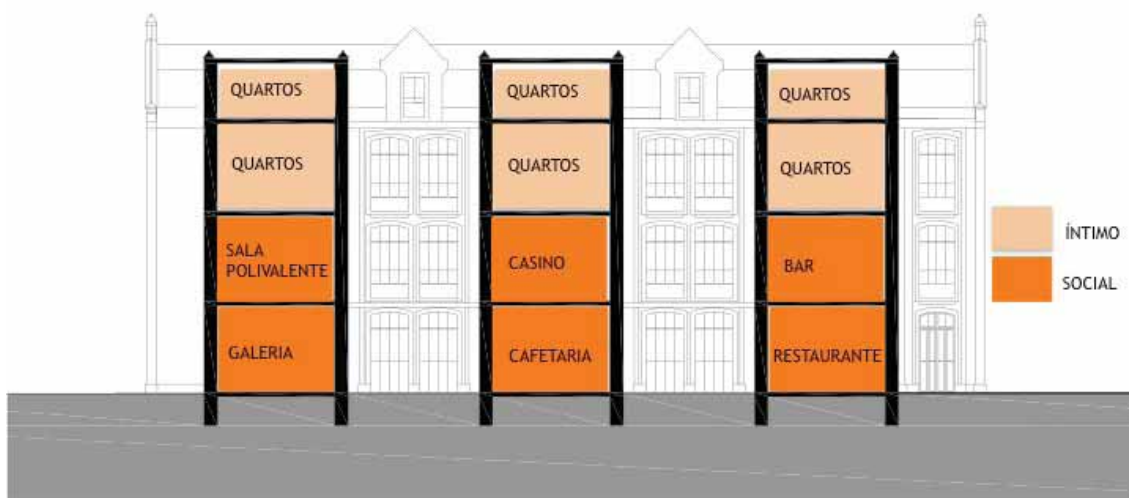 QUARTOS
QUARTOS
QUARTOS
QUARTOS
QUARTOS
QUARTOS
SALA
POLIVALENTE
CASINO
BAR
GALERIA
CAFETARIA
RESTAURANTE
ÍNTIMO
SOCIAL